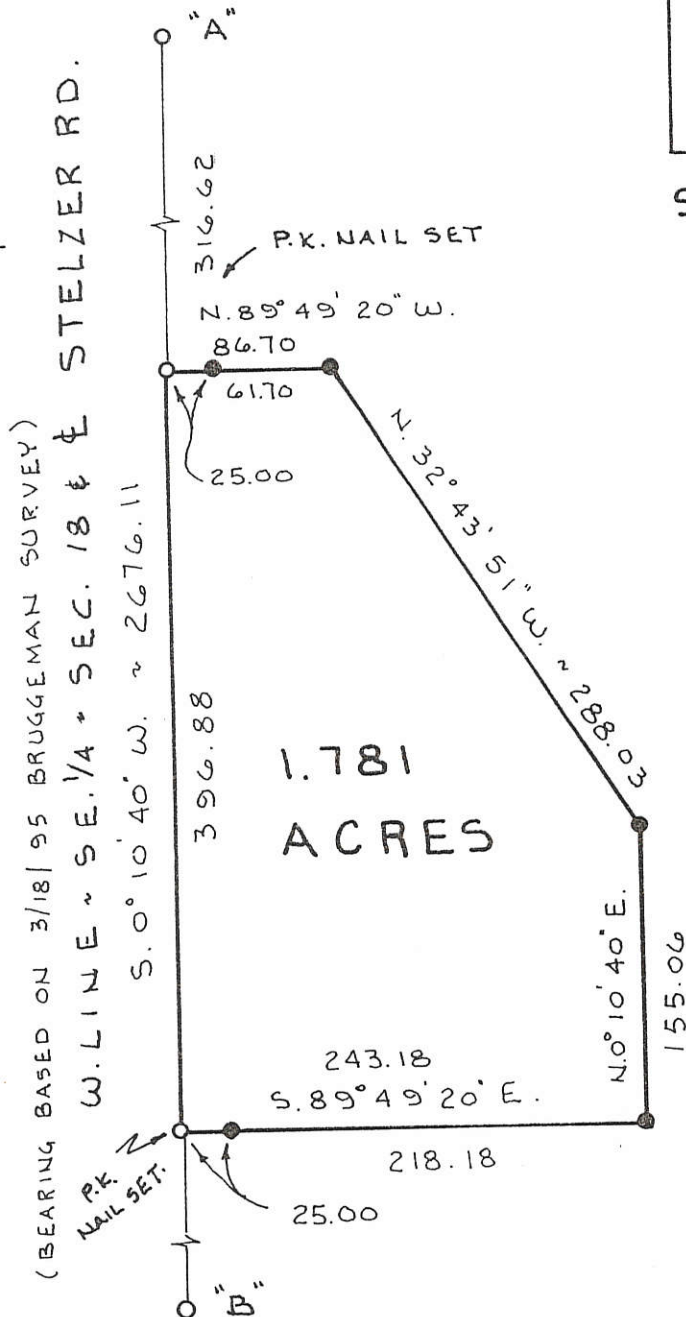 "A"
316.62
P.K. NAIL SET
N. 89° 49' 20" W.
86.70
61.70
25.00
N. 32° 43' 51" W. ~ 288.03
(BEARING BASED ON 3/18/95 BRUGGEMAN SURVEY)
W. LINE ~ SE. 1/4 ~ SEC. 18 & ℄ STELZER RD.
S. 0° 10' 40" W. ~ 2676.11
396.88
1.781
ACRES
N. 0° 10' 40" E.
155.06
243.18
S. 89° 49' 20" E.
218.18
P.K.
NAIL SET.
25.00
"B"